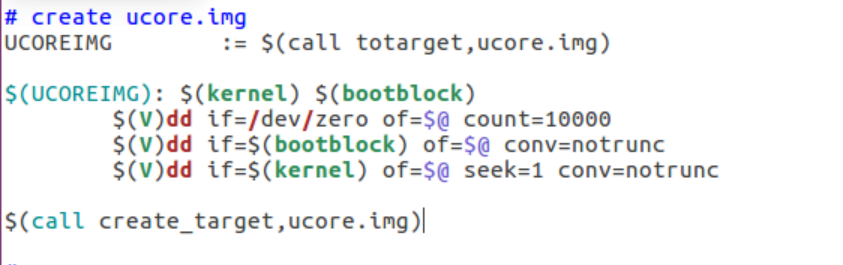 # create ucore.img
UCOREIMG := $(call totarget,ucore.img)
$(UCOREIMG): $(kernel) $(bootblock)
$(V)dd if=/dev/zero of=$@ count=10000
$(V)dd if=$(bootblock) of=$@ conv=notrunc
$(V)dd if=$(kernel) of=$@ seek=1 conv=notrunc
$(call create_target,ucore.img)